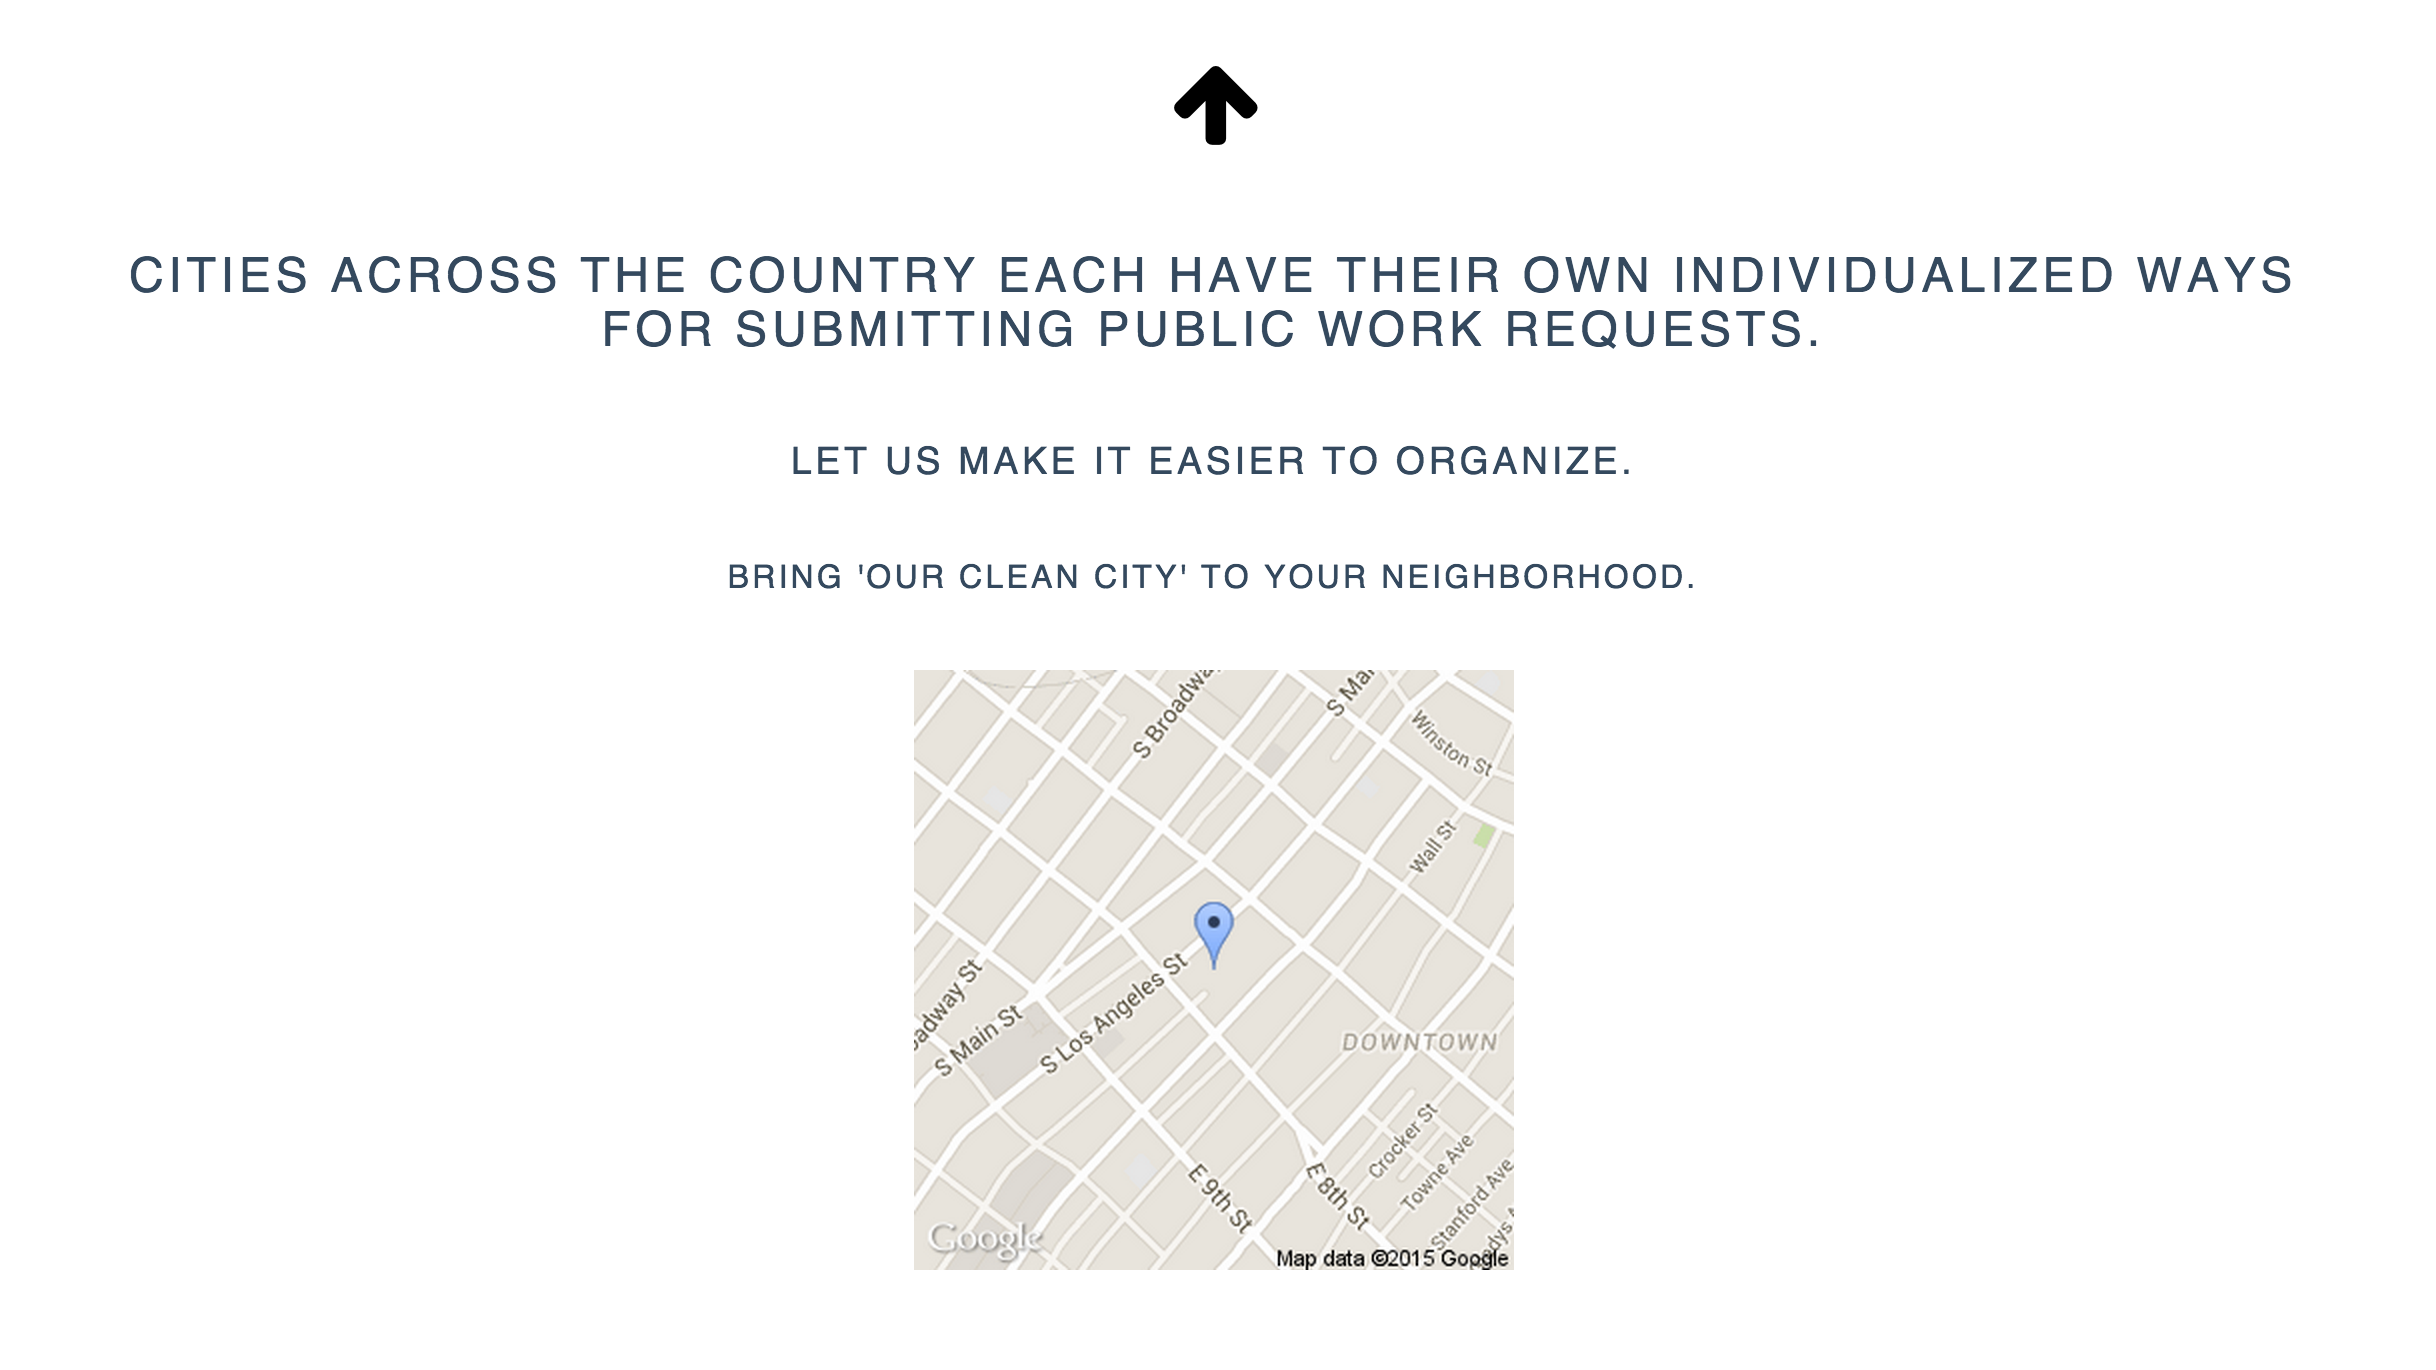 CITIES ACROSS THE COUNTRY EACH HAVE THEIR OWN INDIVIDUALIZED WAYS
FOR SUBMITTING PUBLIC WORK REQUESTS.
LET US MAKE IT EASIER TO ORGANIZE.
BRING 'OUR CLEAN CITY' TO YOUR NEIGHBORHOOD.
S Broadwa
S Mai
Winston St
Wall St
adway St
S Main St
S Los Angeles St
DOWNTOWN
Crocker St
Towne Ave
Stanford Ave
E 9th St
E 8th St
Google
Map data ©2015 Google